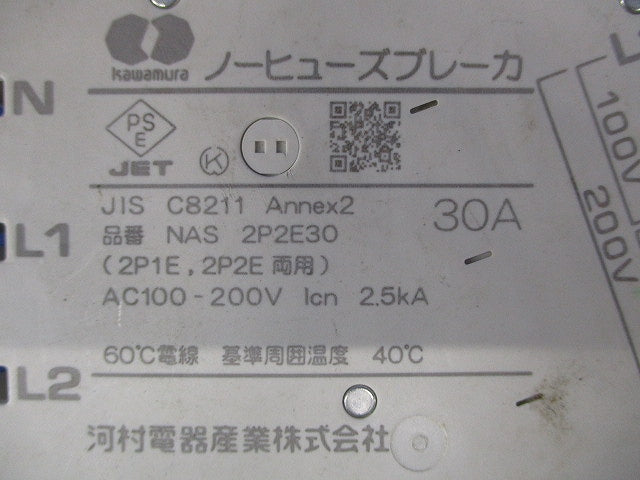 kawamura ノーヒューズブレーカ
N
PS
E
JET
K
100V
200V
JIS C8211 Annex2
30A
L1
品番 NAS 2P2E30
(2P1E, 2P2E 両用)
AC100-200V Icn 2.5kA
60℃電線 基準周囲温度 40℃
L2
河村電器産業株式会社